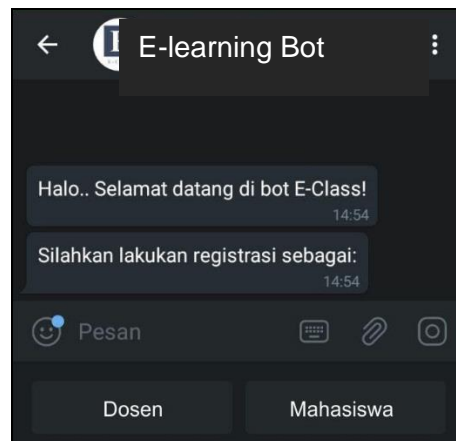 E-learning Bot
Halo.. Selamat datang di bot E-Class!
14:54
Silahkan lakukan registrasi sebagai:
14:54
Pesan
Dosen Mahasiswa